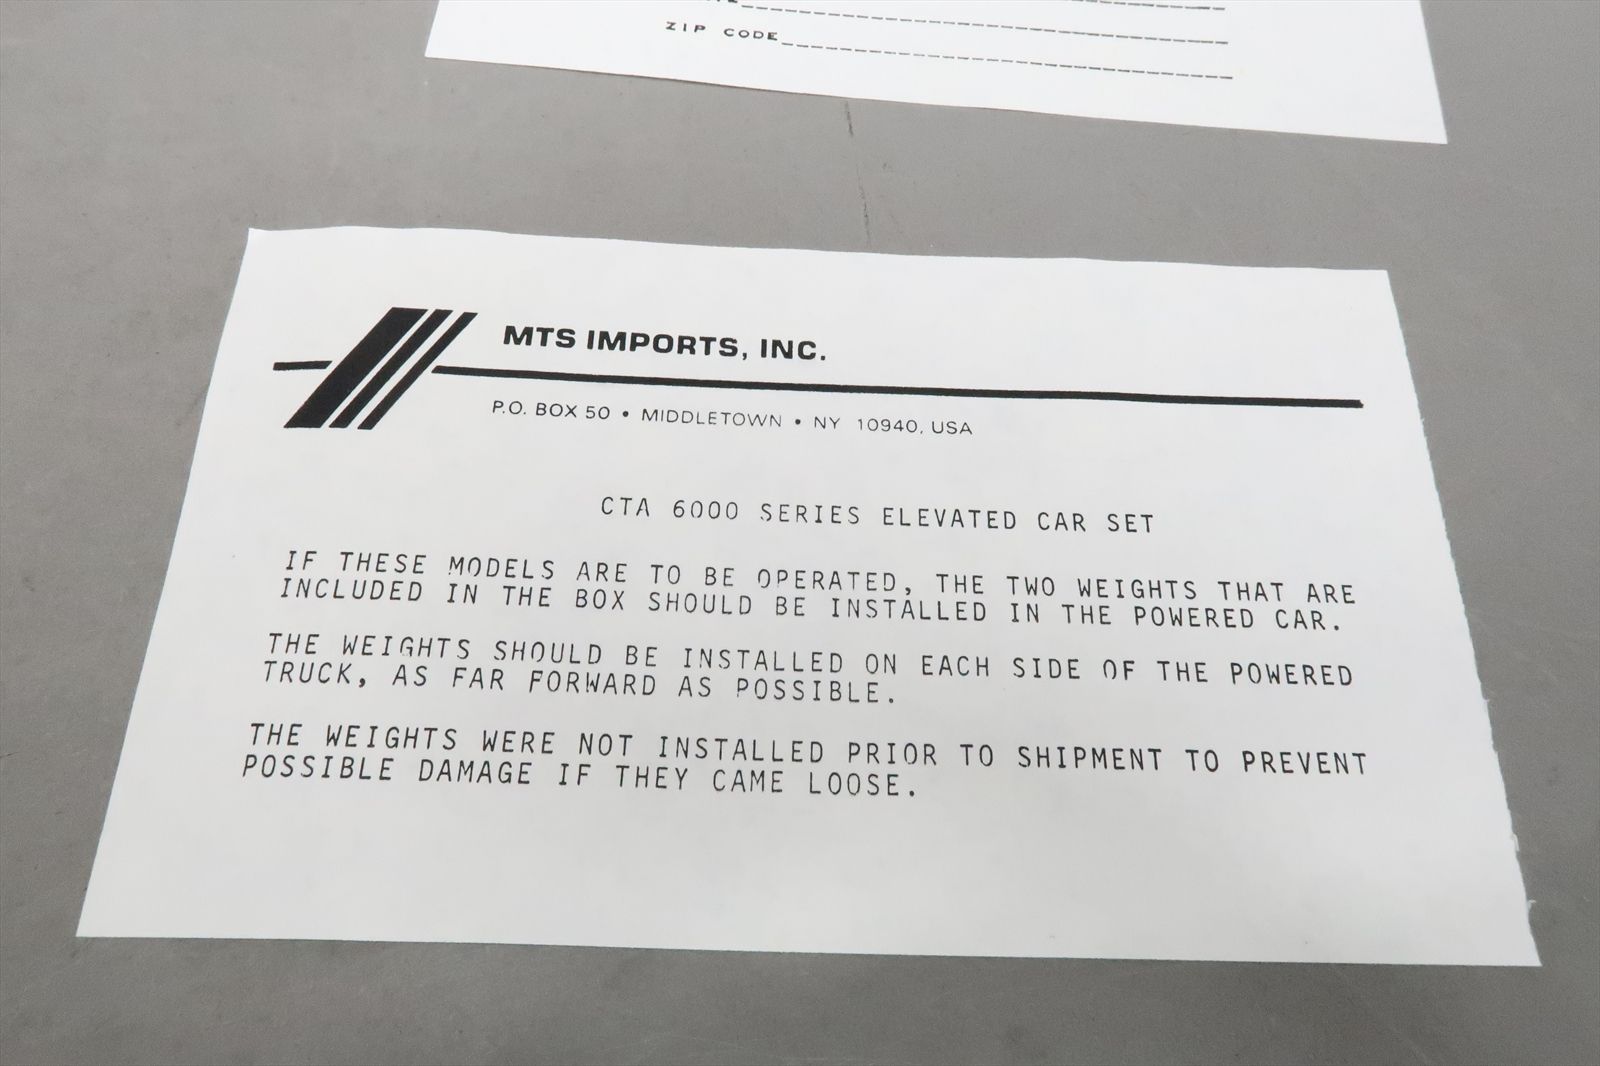 ZIP CODE
MTS IMPORTS, INC.
P.O. BOX 50 • MIDDLETOWN • NY 10940, USA
CTA 6000 SERIES ELEVATED CAR SET
IF THESE MODELS ARE TO BE OPERATED, THE TWO WEIGHTS THAT ARE
INCLUDED IN THE BOX SHOULD BE INSTALLED IN THE POWERED CAR.
THE WEIGHTS SHOULD BE INSTALLED ON EACH SIDE OF THE POWERED
TRUCK, AS FAR FORWARD AS POSSIBLE.
THE WEIGHTS WERE NOT INSTALLED PRIOR TO SHIPMENT TO PREVENT
POSSIBLE DAMAGE IF THEY CAME LOOSE.